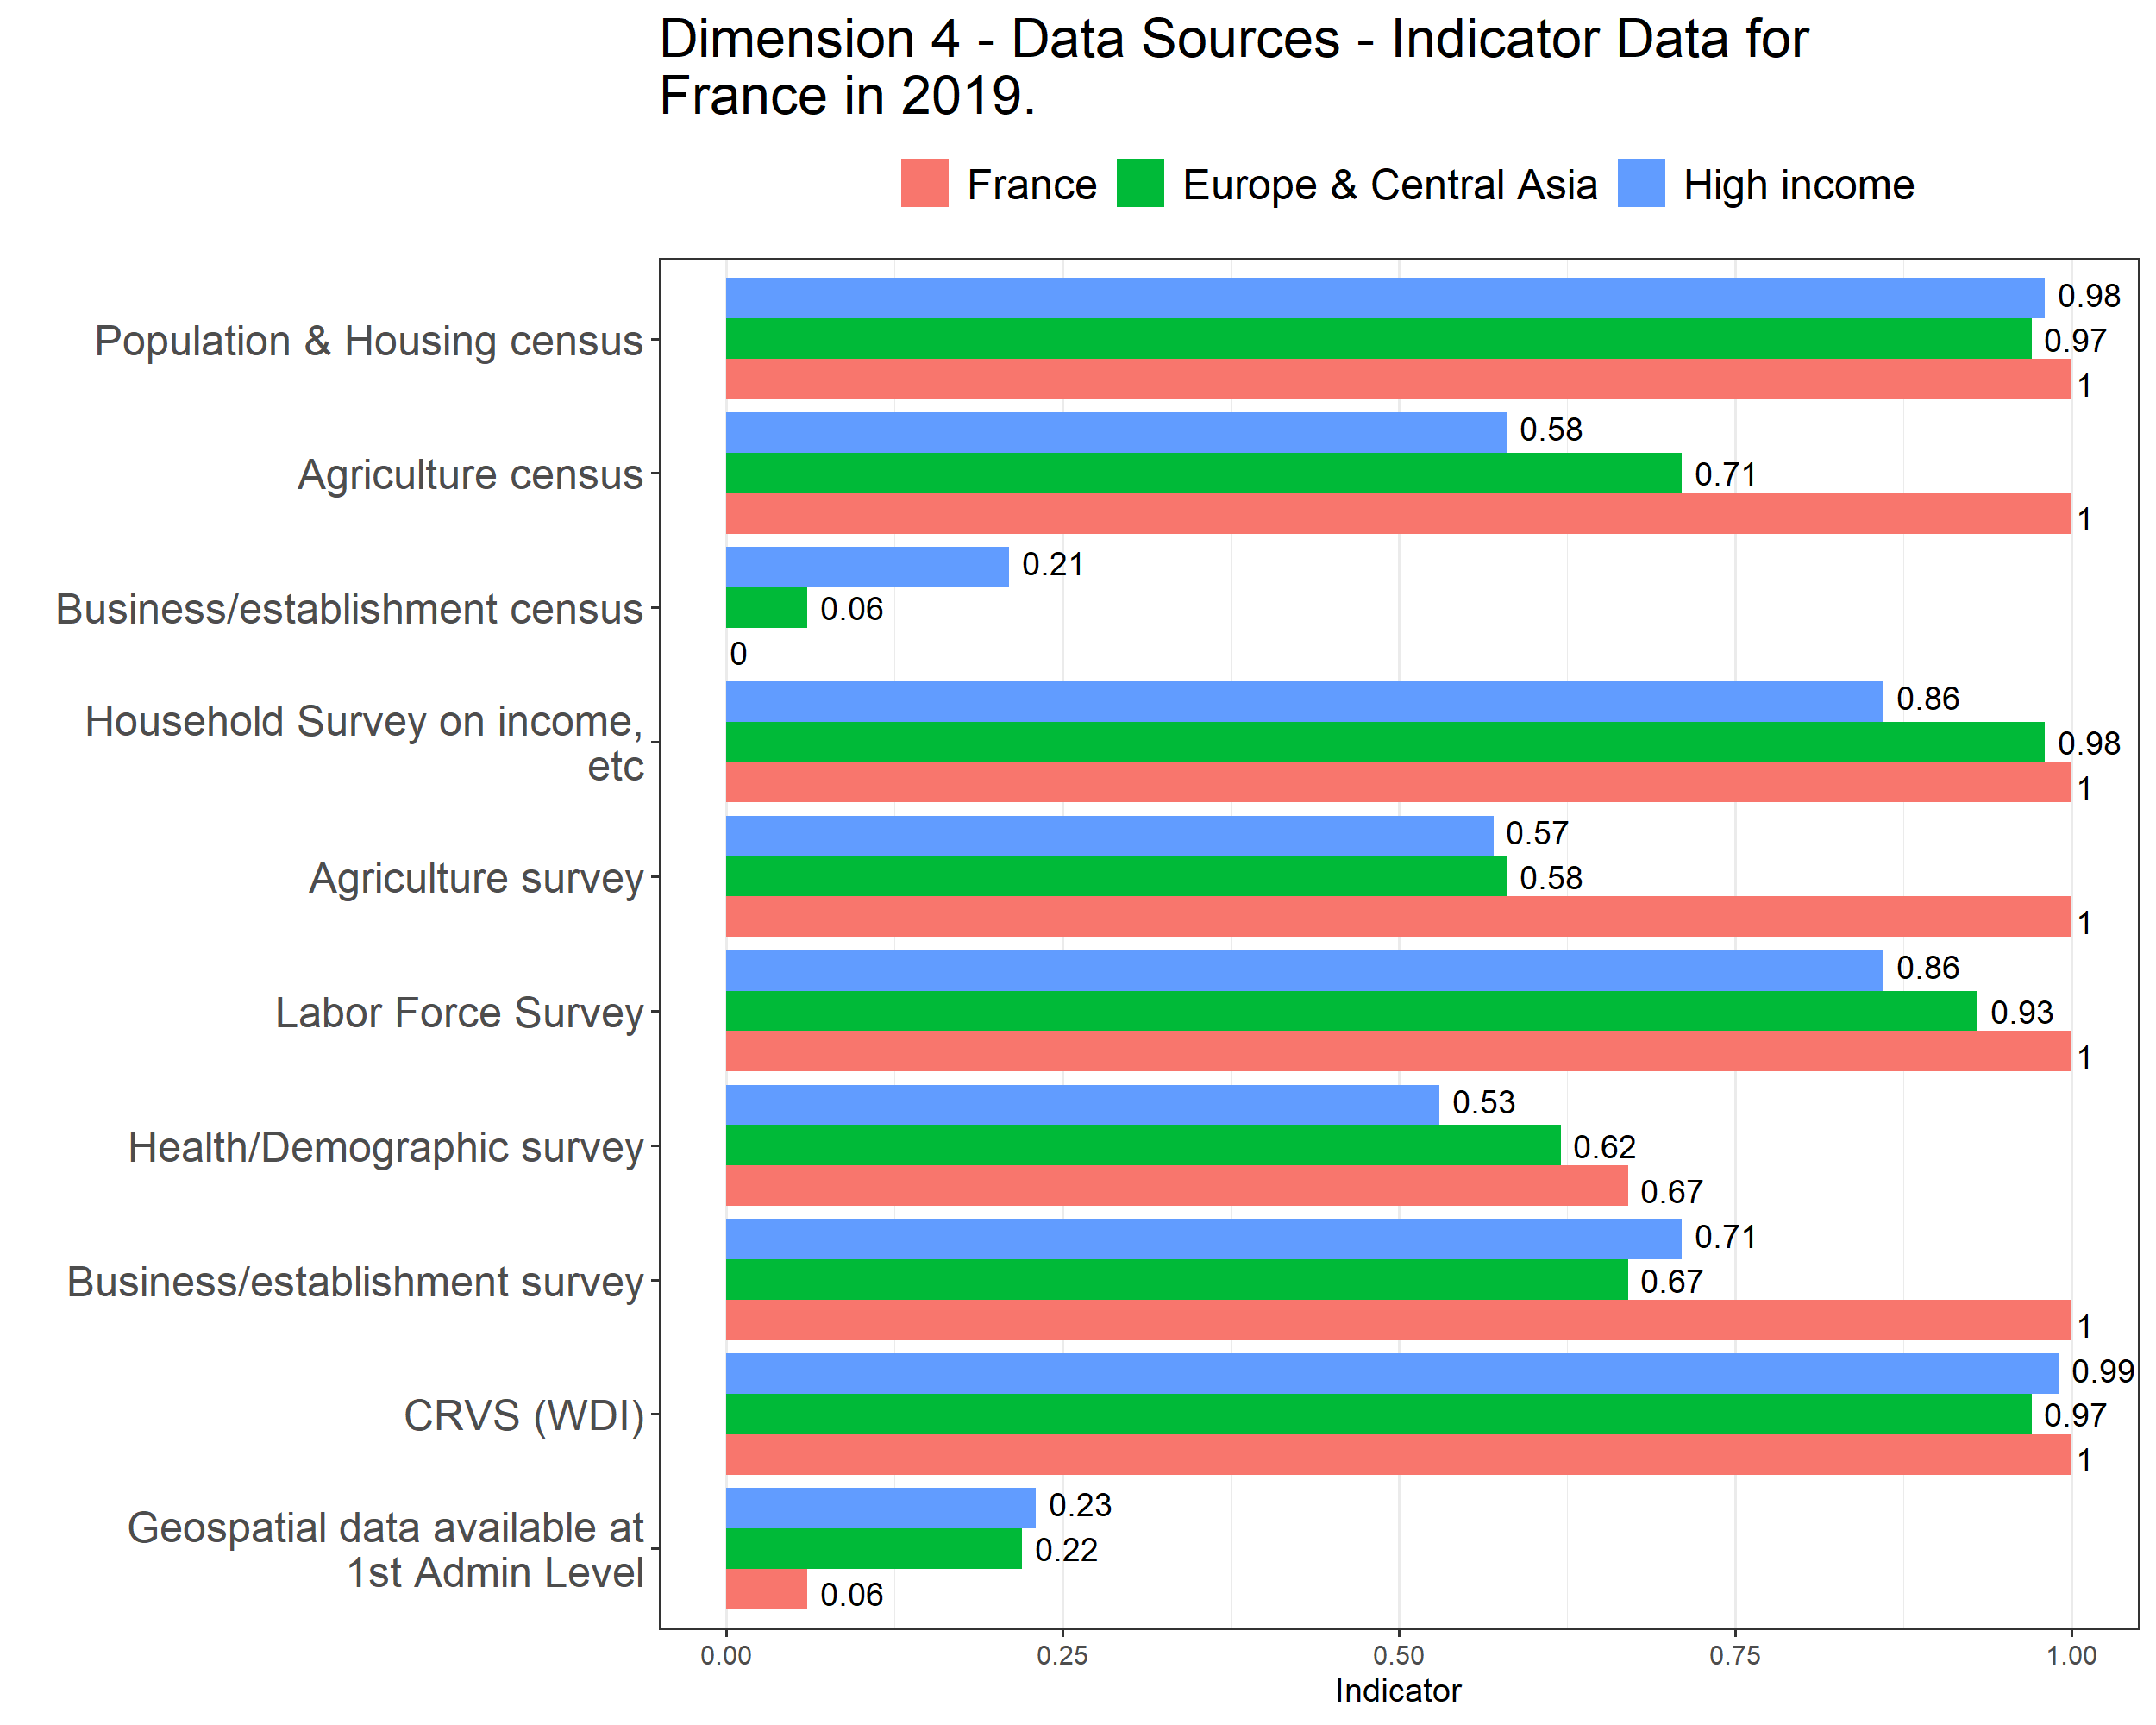 Dimension 4 - Data Sources - Indicator Data for
France in 2019.
France
Europe & Central Asia
High income
Population & Housing census
0.98
0.97
1
Agriculture census
0.58
0.71
1
Business/establishment census
0.21
0.06
0
Household Survey on income,
etc
0.86
0.98
1
Agriculture survey
0.57
0.58
1
Labor Force Survey
0.86
0.93
1
Health/Demographic survey
0.53
0.62
0.67
Business/establishment survey
0.71
0.67
1
CRVS (WDI)
0.99
0.97
1
Geospatial data available at
1st Admin Level
0.23
0.22
0.06
0.00
0.25
0.50
0.75
1.00
Indicator